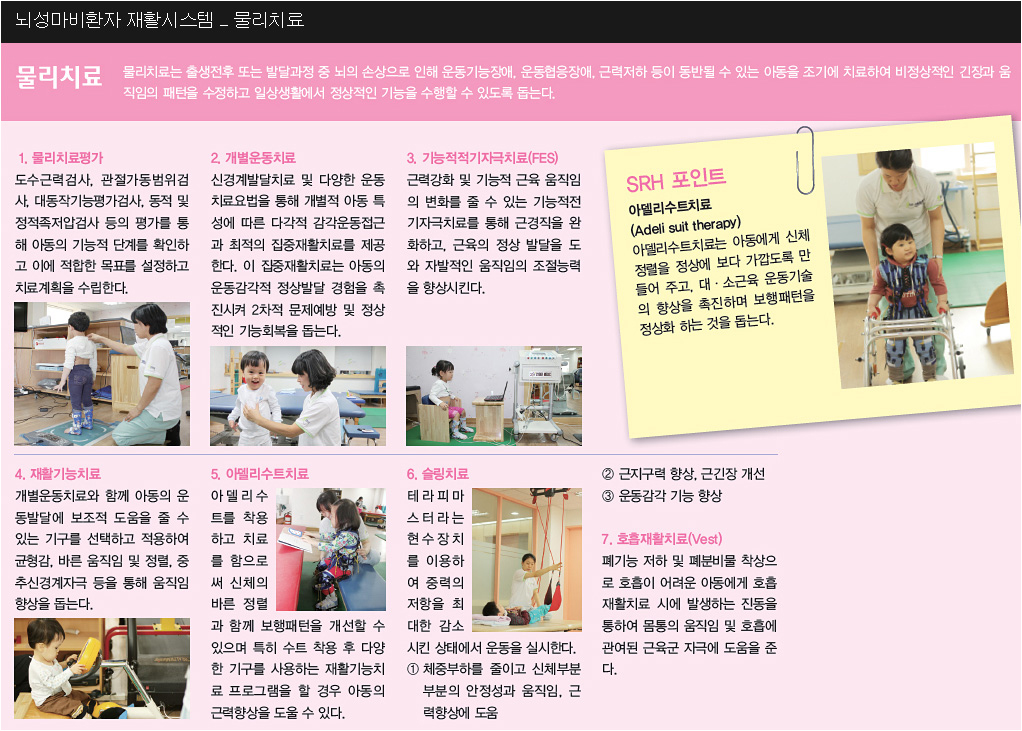 뇌성마비환자 재활시스템 _ 물리치료
물리치료
물리치료는 출생전후 또는 발달과정 중 뇌의 손상으로 인해 운동기능장애, 운동협응장애, 근력저하 등이 동반될 수 있는 아동을 조기에 치료하여 비정상적인 긴장과 움
직임의 패턴을 수정하고 일상생활에서 정상적인 기능을 수행할 수 있도록 돕는다.
1. 물리치료평가
도수근력검사, 관절가동범위검
사, 대동작기능평가검사, 동적 및
정적족저압검사 등의 평가를 통
해 아동의 기능적 단계를 확인하
고 이에 적합한 목표를 설정하고
치료계획을 수립한다.
2. 개별운동치료
신경계발달치료 및 다양한 운동
치료요법을 통해 개별적 아동 특
성에 따른 다각적 감각운동접근
과 최적의 집중재활치료를 제공
한다. 이 집중재활치료는 아동의
운동감각적 정상발달 경험을 촉
진시켜 2차적 문제예방 및 정상
적인 기능회복을 돕는다.
3. 기능적적기자극치료(FES)
근력강화 및 기능적 근육 움직임
의 변화를 줄 수 있는 기능적전
기자극치료를 통해 근경직을 완
화하고, 근육의 정상 발달을 도
와 자발적인 움직임의 조절능력
을 향상시킨다.
SRH 포인트
아델리수트치료
(Adeli suit therapy)
아델리수트치료는 아동에게 신체
정렬을 정상에 보다 가깝도록 만
들어 주고, 대 · 소근육 운동기술
의 향상을 촉진하며 보행패턴을
정상화 하는 것을 돕는다.
4. 재활기능치료
개별운동치료와 함께 아동의 운
동발달에 보조적 도움을 줄 수
있는 기구를 선택하고 적용하여
균형감, 바른 움직임 및 정렬, 중
추신경계자극 등을 통해 움직임
향상을 돕는다.
5. 아델리수트치료
아델리수
트를 착용
하고 치료
를 함으로
써 신체의
바른 정렬
과 함께 보행패턴을 개선할 수
있으며 특히 수트 착용 후 다양
한 기구를 사용하는 재활기능치
료 프로그램을 할 경우 아동의
근력향상을 도울 수 있다.
6. 슬링치료
테라피마
스터라는
현수장치
를 이용하
여 중력의
저항을 최
대한 감소
시킨 상태에서 운동을 실시한다.
① 체중부하를 줄이고 신체부분
부분의 안정성과 움직임, 근
력향상에 도움
② 근지구력 향상, 근긴장 개선
③ 운동감각 기능 향상
7. 호흡재활치료(Vest)
폐기능 저하 및 폐분비물 착상으
로 호흡이 어려운 아동에게 호흡
재활치료 시에 발생하는 진동을
통하여 몸통의 움직임 및 호흡에
관여된 근육군 자극에 도움을 준
다.